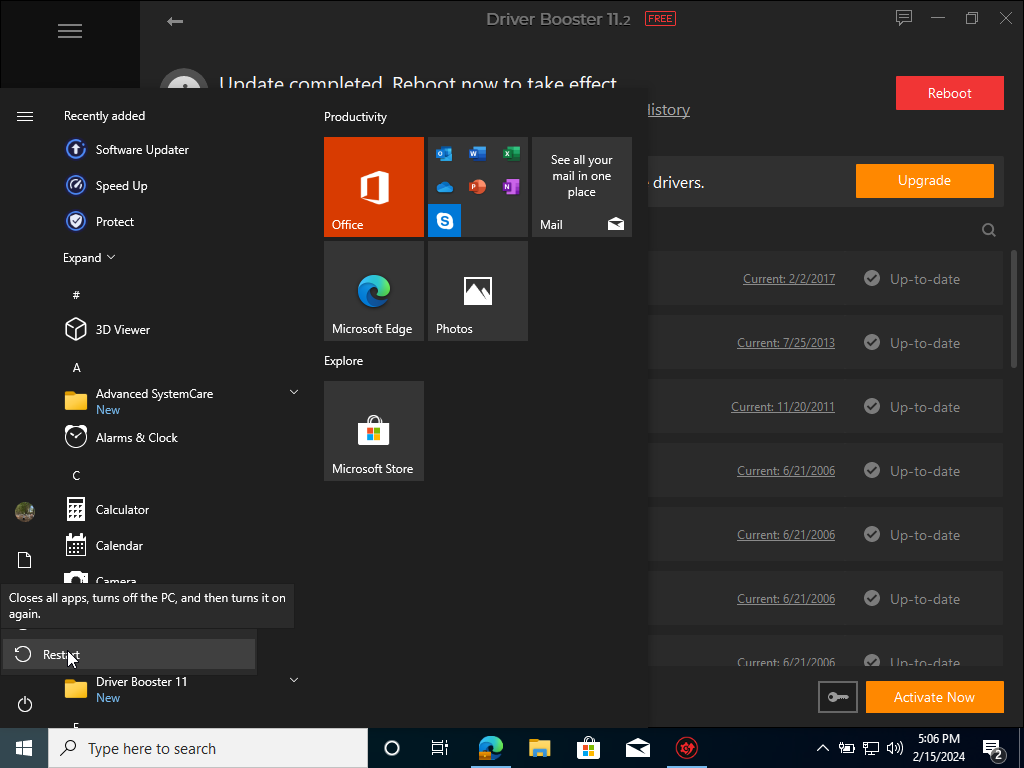 Driver Booster 11.2 FREE
Update completed. Reboot now to take effect
Reboot
History
drivers.
Upgrade
Current: 2/2/2017 Up-to-date
Current: 7/25/2013 Up-to-date
Current: 11/20/2011 Up-to-date
Current: 6/21/2006 Up-to-date
Current: 6/21/2006 Up-to-date
Current: 6/21/2006 Up-to-date
Current: 6/21/2006 Up-to-date
Activate Now
Recently added
Software Updater
Speed Up
Protect
Expand
#
3D Viewer
A
Advanced SystemCare
New
Alarms & Clock
C
Calculator
Calendar
Camera
Closes all apps, turns off the PC, and then turns it on
again.
Restart
Driver Booster 11
New
Productivity
Office
See all your
mail in one
place
Mail
Microsoft Edge
Photos
Explore
Microsoft Store
Type here to search
5:06 PM
2/15/2024
2